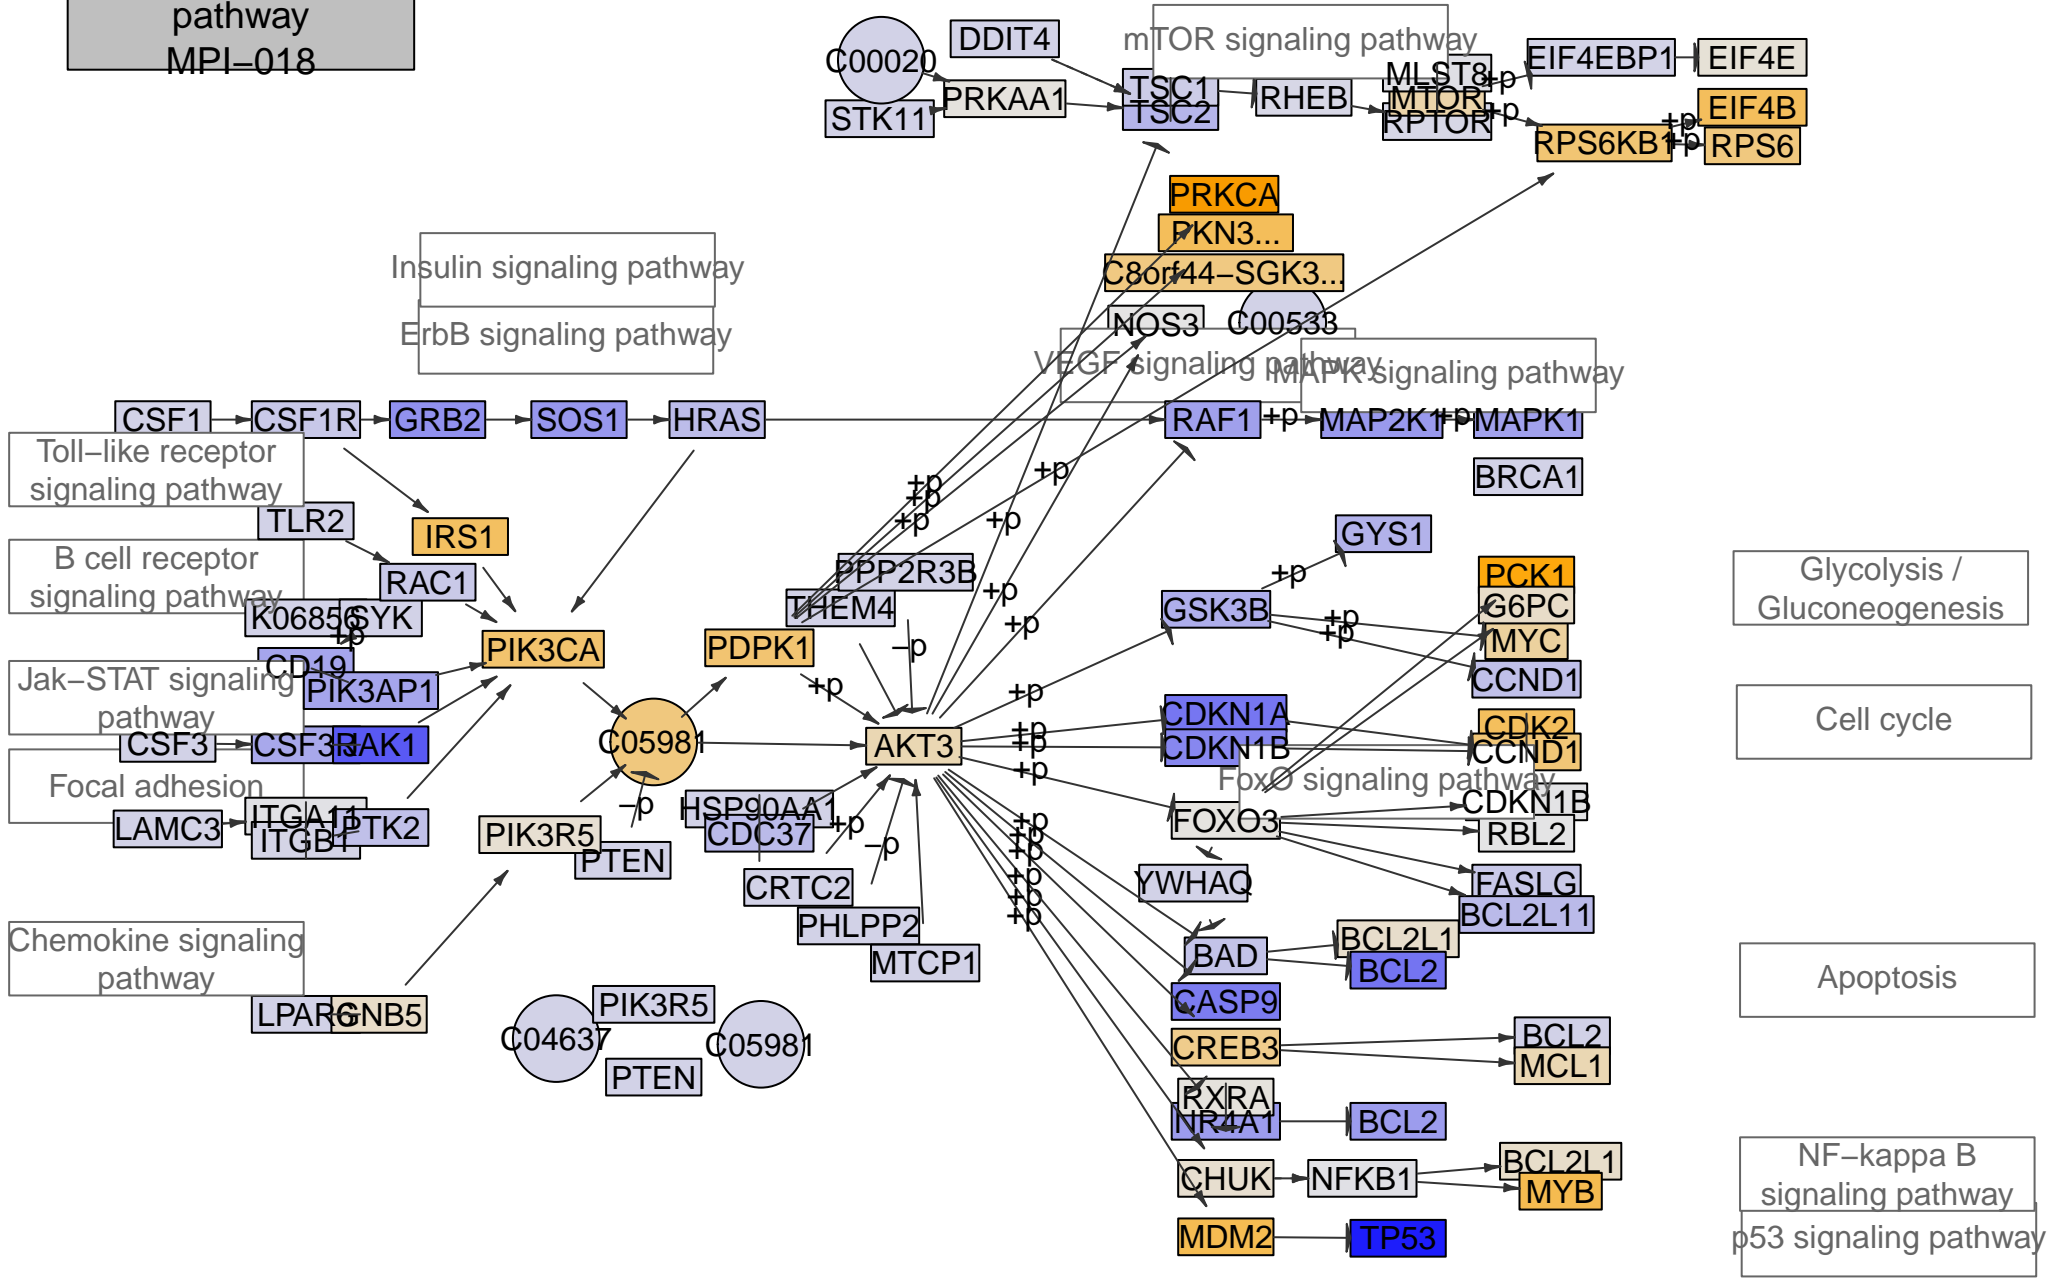 pathway
MPI−018
DDIT4
mTOR signaling pathway
C00020
EIF4EBP1
EIF4E
MLST8
+p
TSC1
PRKAA1
RHEB
MTOR
+p
EIF4B
TSC2
STK11
RPTOR
+p
RPS6KB1
+p
RPS6
PRKCA
PKN3...
C8orf44−SGK3...
Insulin signaling pathway
NOS3
C00533
ErbB signaling pathway
VEGF signaling pathway
MAPK signaling pathway
CSF1
CSF1R
GRB2
SOS1
HRAS
RAF1
+p
MAP2K1
+p
MAPK1
Toll−like receptor
signaling pathway
BRCA1
+p
+p
+p
+p
+p
TLR2
IRS1
GYS1
B cell receptor
signaling pathway
RAC1
PPP2R3B
+p
+p
PCK1
Glycolysis /
Gluconeogenesis
THEM4
GSK3B
G6PC
K06856
SYK
+p
+p
+p
+p
MYC
PIK3CA
PDPK1
−p
CD19
Jak−STAT signaling
pathway
PIK3AP1
+p
+p
CCND1
CDKN1A
CDK2
Cell cycle
CSF3
CSF3R
JAK1
C05981
AKT3
+p
+p
CDKN1B
CCND1
+p
FoxO signaling pathway
Focal adhesion
−p
HSP90AA1
CDKN1B
LAMC3
ITGA11
ITGB1
PTK2
PIK3R5
CDC37
+p
+p
FOXO3
RBL2
PTEN
−p
+p
+p
CRTC2
+p
YWHAQ
FASLG
+p
+p
BCL2L11
PHLPP2
Chemokine signaling
pathway
MTCP1
BAD
BCL2L1
BCL2
Apoptosis
LPAR6
GNB5
PIK3R5
CASP9
C04637
C05981
CREB3
BCL2
PTEN
MCL1
RXRA
NR4A1
BCL2
CHUK
NFKB1
BCL2L1
MYB
NF−kappa B
signaling pathway
MDM2
TP53
p53 signaling pathway